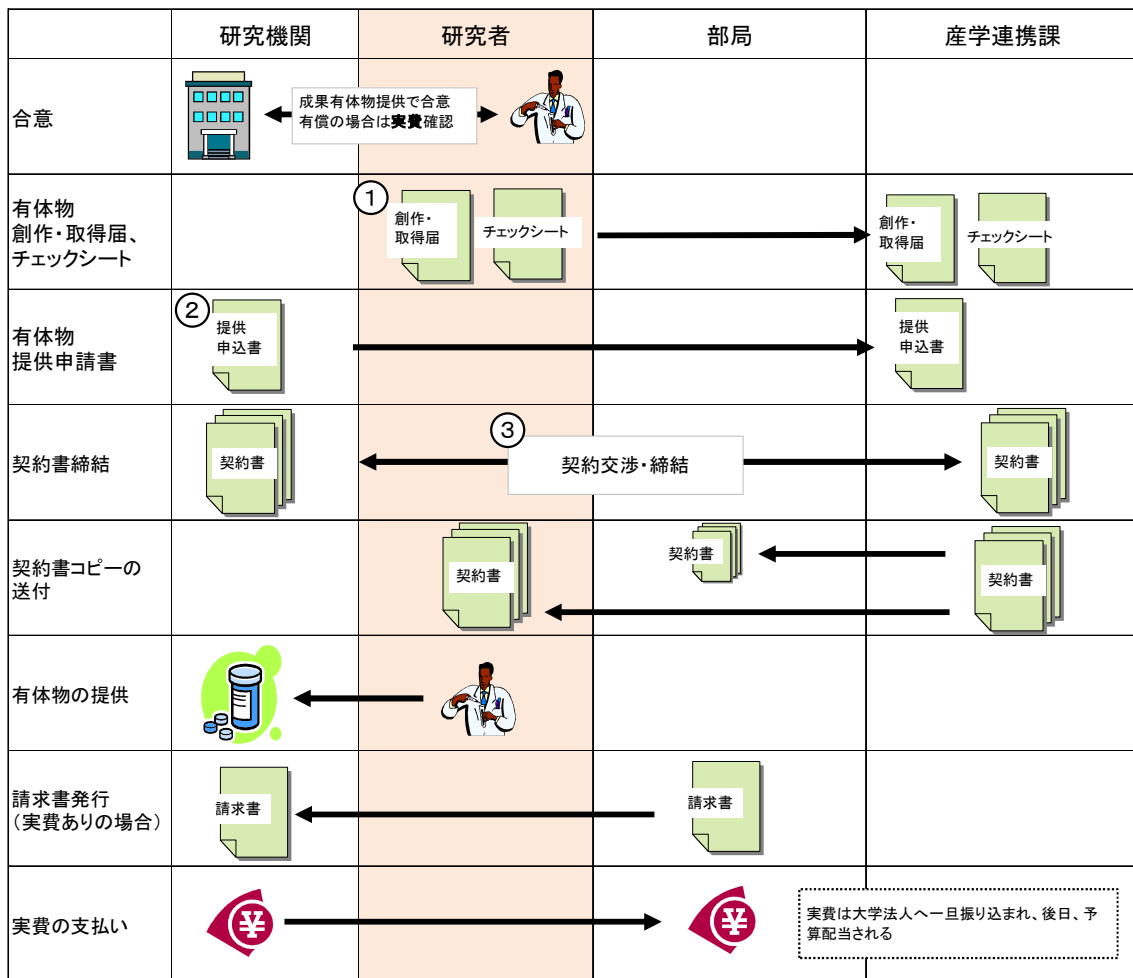 研究機関
研究者
部局
産学連携課
合意
成果有体物提供で合意
有償の場合は実費確認
有体物
創作・取得届、
チェックシート
①
創作・
取得届
チェックシート
創作・
取得届
チェックシート
有体物
提供申請書
②
提供
申込書
提供
申込書
契約書締結
契約書
③
契約交渉・締結
契約書
契約書コピーの
送付
契約書
契約書
契約書
有体物の提供
請求書発行
（実費ありの場合）
請求書
請求書
実費の支払い
¥
¥
実費は大学法人へ一旦振り込まれ、後日、予
算配当される